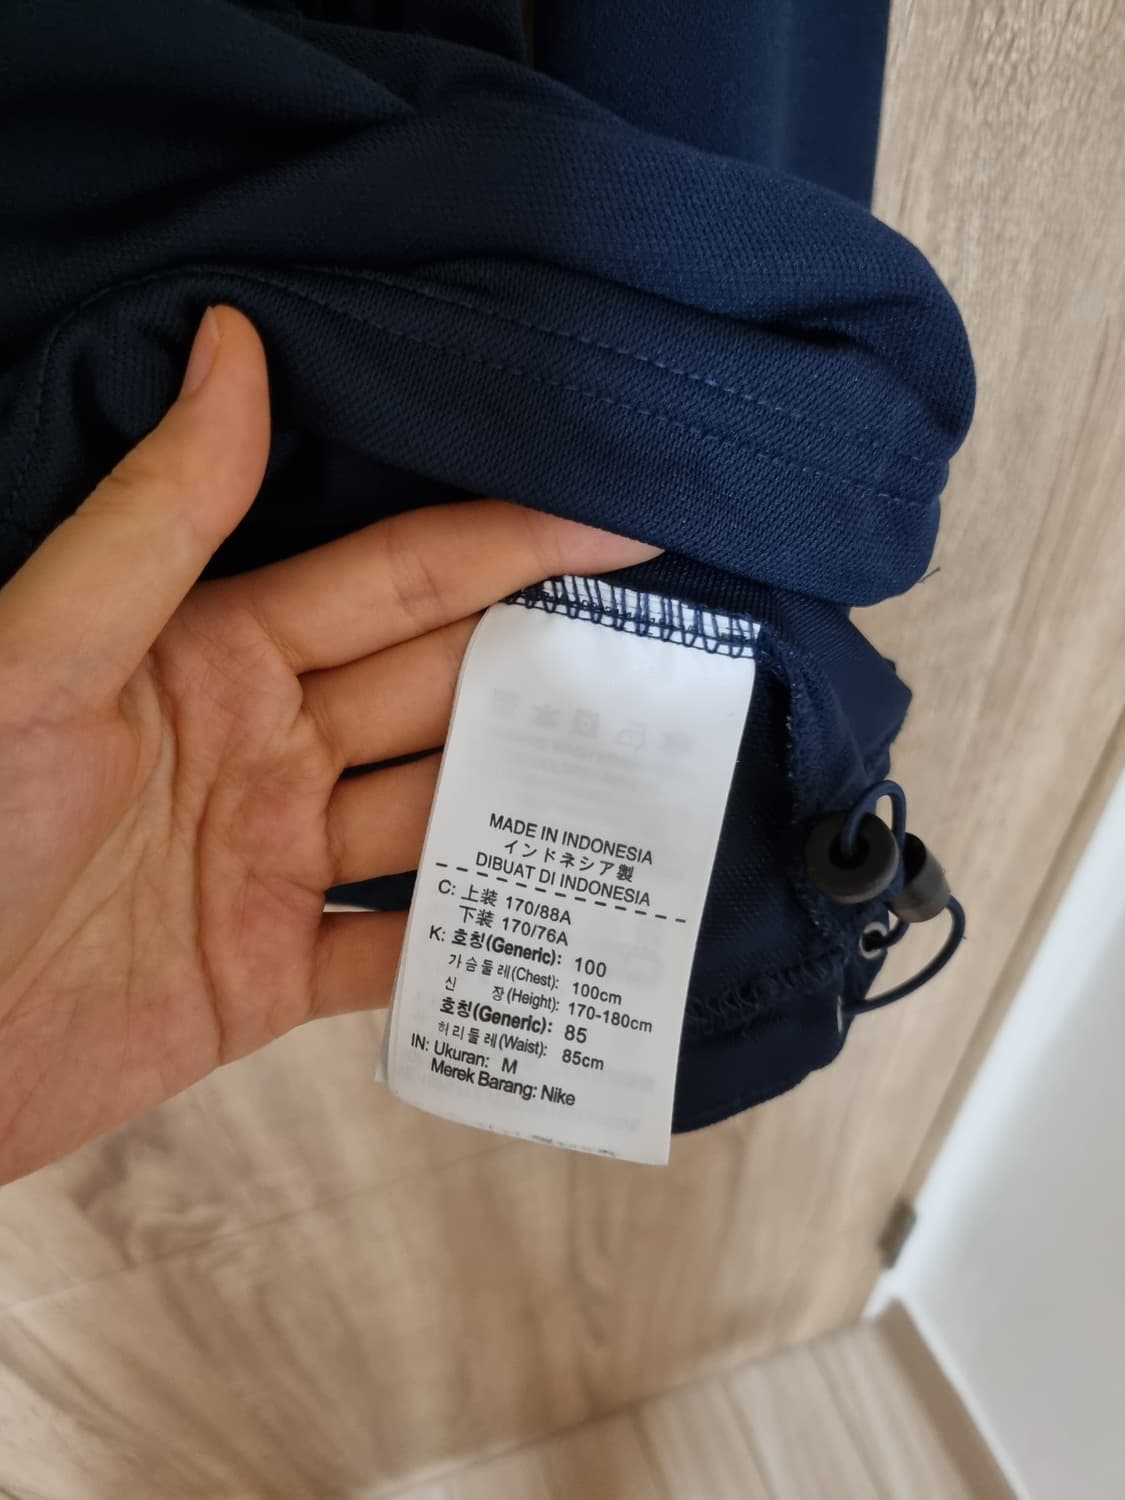 MADE IN INDONESIA
インドネシア製
DIBUAT DI INDONESIA
C: 上装 170/88A
下装 170/76A
K: 호칭(Generic): 100
가슴둘레(Chest): 100cm
신 장(Height): 170-180cm
호칭(Generic): 85
허리둘레(Waist): 85cm
IN: Ukuran: M
Merek Barang: Nike